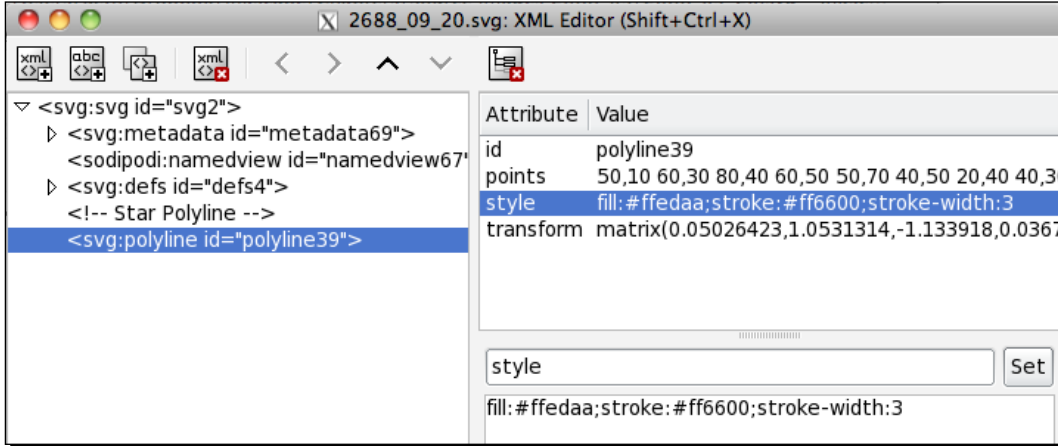 2688_09_20.svg: XML Editor (Shift+Ctrl+X)
xml
abc
xml
<svg:svg id="svg2">
<svg:metadata id="metadata69">
<sodipodi:namedview id="namedview67"
<svg:defs id="defs4">
<!-- Star Polyline -->
<svg:polyline id="polyline39">
Attribute Value
id polyline39
points 50,10 60,30 80,40 60,50 50,70 40,50 20,40 40,30
style fill:#ffedaa;stroke:#ff6600;stroke-width:3
transform matrix(0.05026423,1.0531314,-1.133918,0.0367
style
Set
fill:#ffedaa;stroke:#ff6600;stroke-width:3